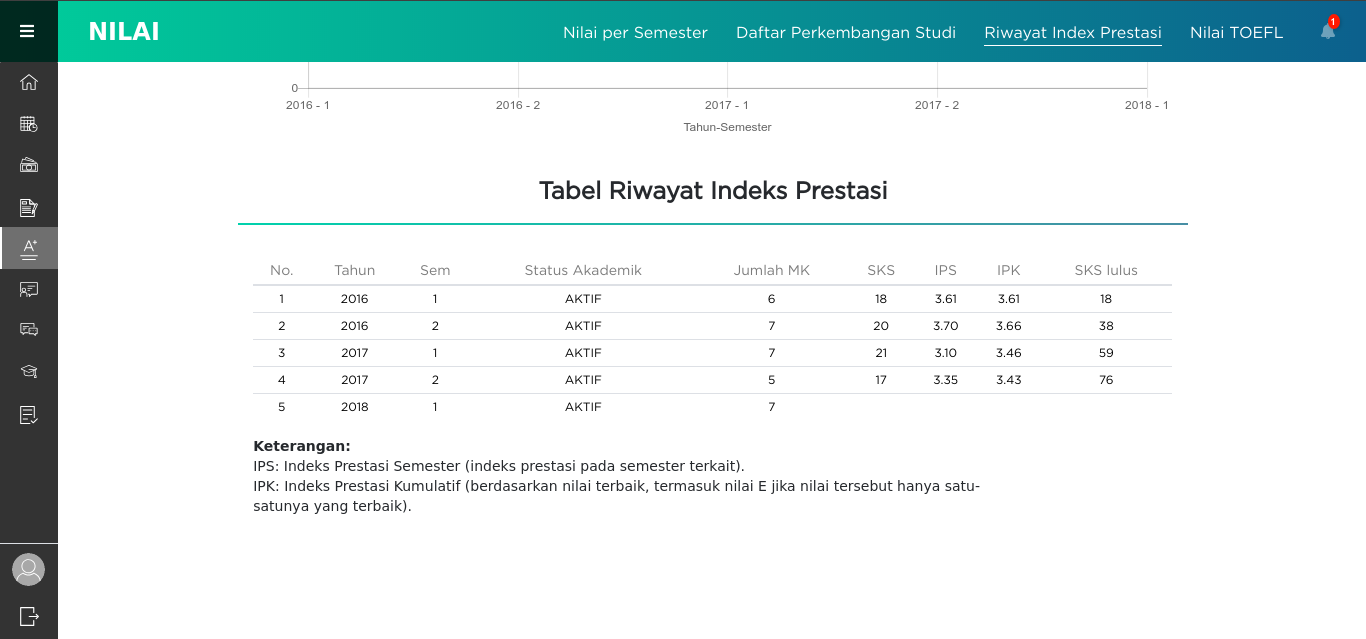 NILAI
Nilai per Semester
Daftar Perkembangan Studi
Riwayat Index Prestasi
Nilai TOEFL
1
0
2016 - 1 2016 - 2 2017 - 1 2017 - 2 2018 - 1
Tahun-Semester
Tabel Riwayat Indeks Prestasi
No. Tahun Sem Status Akademik Jumlah MK SKS IPS IPK SKS lulus
1 2016 1 AKTIF 6 18 3.61 3.61 18
2 2016 2 AKTIF 7 20 3.70 3.66 38
3 2017 1 AKTIF 7 21 3.10 3.46 59
4 2017 2 AKTIF 5 17 3.35 3.43 76
5 2018 1 AKTIF 7
Keterangan:
IPS: Indeks Prestasi Semester (indeks prestasi pada semester terkait).
IPK: Indeks Prestasi Kumulatif (berdasarkan nilai terbaik, termasuk nilai E jika nilai tersebut hanya satu-
satunya yang terbaik).
A+